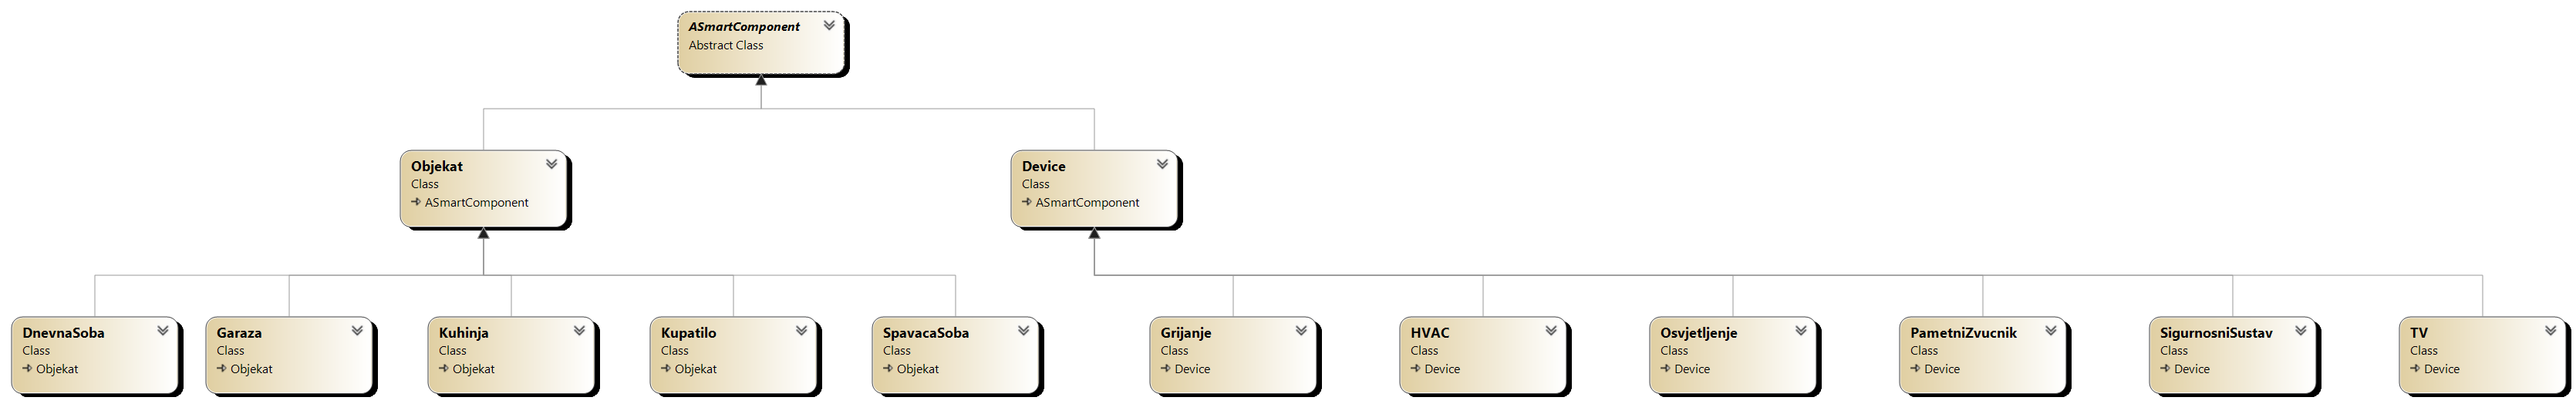 ASmartComponent
Abstract Class
Objekat
Class
ASmartComponent
Device
Class
ASmartComponent
DnevnaSoba
Class
Objekat
Garaza
Class
Objekat
Kuhinja
Class
Objekat
Kupatilo
Class
Objekat
SpavacaSoba
Class
Objekat
Grijanje
Class
Device
HVAC
Class
Device
Osvjetljenje
Class
Device
PametniZvucnik
Class
Device
SigurnosniSustav
Class
Device
TV
Class
Device